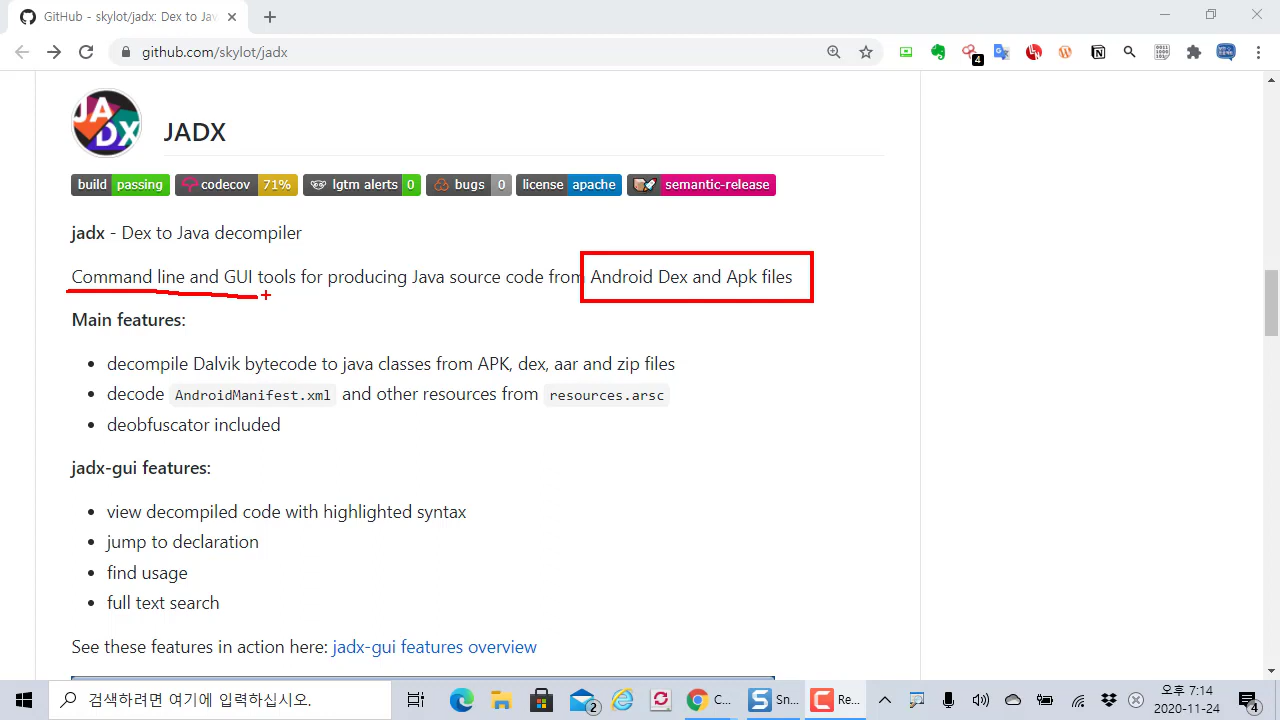 GitHub - skylot/jadx: Dex to Jav
github.com/skylot/jadx
4
JADX
JADX
build passing codecov 71% lgtm alerts 0 bugs 0 license apache semantic-release
jadx - Dex to Java decompiler
Command line and GUI tools for producing Java source code from Android Dex and Apk files
Main features:
decompile Dalvik bytecode to java classes from APK, dex, aar and zip files
decode AndroidManifest.xml and other resources from resources.arsc
deobfuscator included
jadx-gui features:
view decompiled code with highlighted syntax
jump to declaration
find usage
full text search
See these features in action here: jadx-gui features overview
검색하려면 여기에 입력하십시오.
2
C...
S
Sn...
C
Re...
오후 7:14
2020-11-24
4